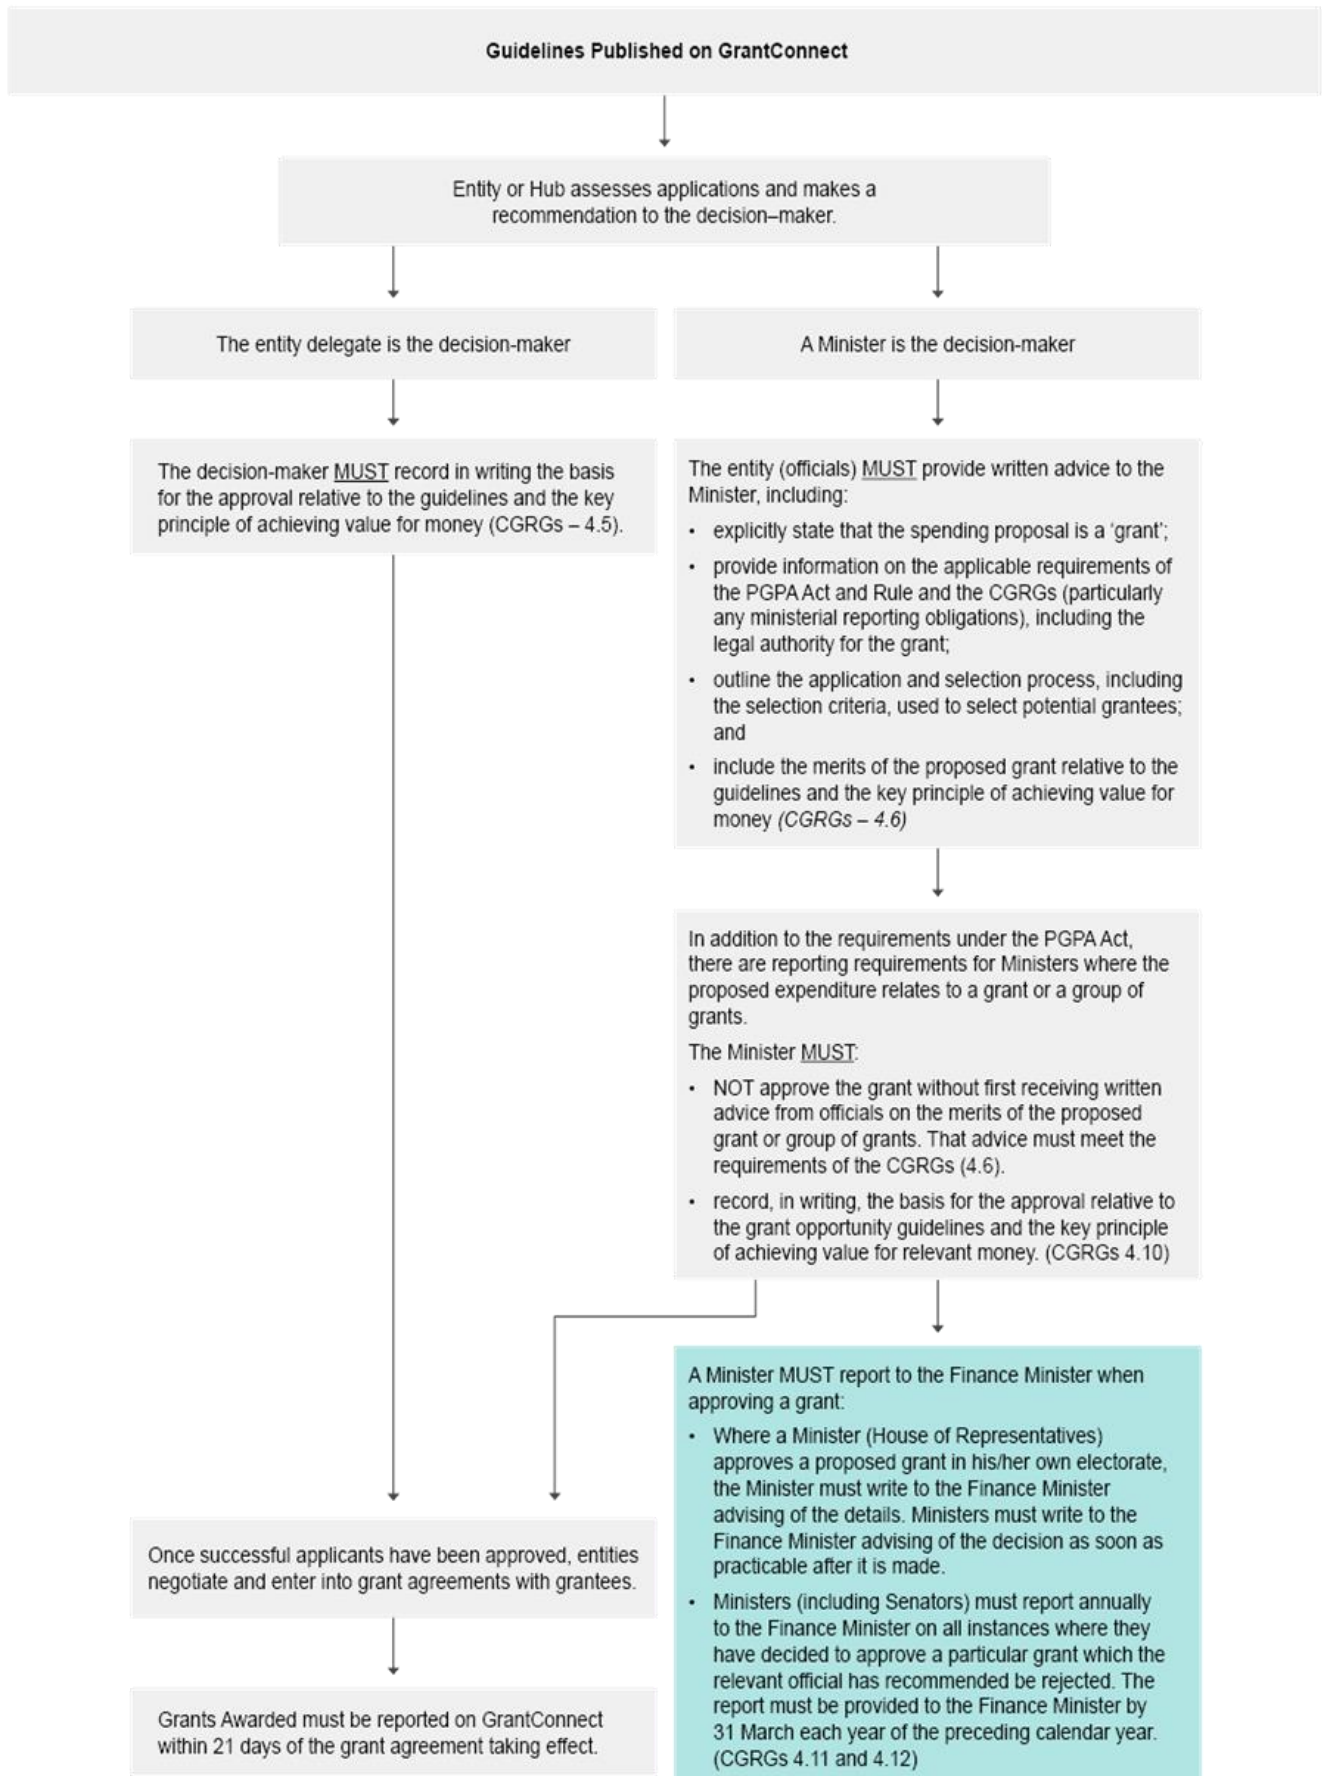 Guidelines Published on GrantConnect
Entity or Hub assesses applications and makes a
recommendation to the decision–maker.
The entity delegate is the decision-maker
A Minister is the decision-maker
The decision-maker MUST record in writing the basis
for the approval relative to the guidelines and the key
principle of achieving value for money (CGRGs – 4.5).
The entity (officials) MUST provide written advice to the
Minister, including:
• explicitly state that the spending proposal is a ‘grant’;
• provide information on the applicable requirements of
the PGPA Act and Rule and the CGRGs (particularly
any ministerial reporting obligations), including the
legal authority for the grant;
• outline the application and selection process, including
the selection criteria, used to select potential grantees;
and
• include the merits of the proposed grant relative to the
guidelines and the key principle of achieving value for
money (CGRGs – 4.6)
In addition to the requirements under the PGPA Act,
there are reporting requirements for Ministers where the
proposed expenditure relates to a grant or a group of
grants.
The Minister MUST:
• NOT approve the grant without first receiving written
advice from officials on the merits of the proposed
grant or group of grants. That advice must meet the
requirements of the CGRGs (4.6).
• record, in writing, the basis for the approval relative to
the grant opportunity guidelines and the key principle
of achieving value for relevant money. (CGRGs 4.10)
A Minister MUST report to the Finance Minister when
approving a grant:
• Where a Minister (House of Representatives)
approves a proposed grant in his/her own electorate,
the Minister must write to the Finance Minister
advising of the details. Ministers must write to the
Finance Minister advising of the decision as soon as
practicable after it is made.
• Ministers (including Senators) must report annually
to the Finance Minister on all instances where they
have decided to approve a particular grant which the
relevant official has recommended be rejected. The
report must be provided to the Finance Minister by
31 March each year of the preceding calendar year.
(CGRGs 4.11 and 4.12)
Once successful applicants have been approved, entities
negotiate and enter into grant agreements with grantees.
Grants Awarded must be reported on GrantConnect
within 21 days of the grant agreement taking effect.